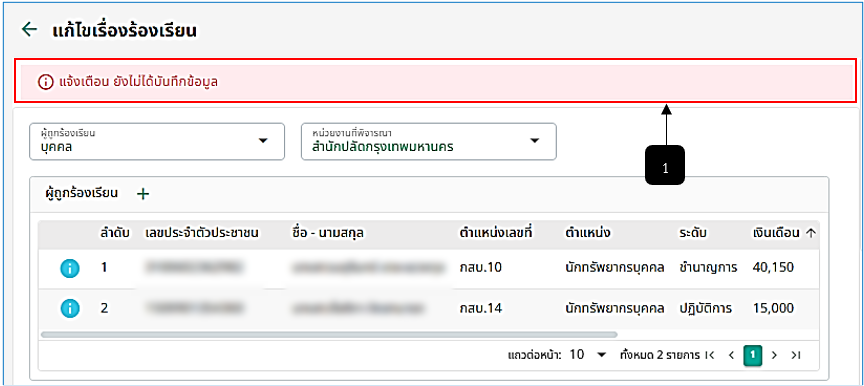 แก้ไขเรื่องร้องเรียน
แจ้งเตือน ยังไม่ได้บันทึกข้อมูล
ผู้ถูกร้องเรียน
บุคคล
หน่วยงานที่พิจารณา
สำนักปลัดกรุงเทพมหานคร
1
ผู้ถูกร้องเรียน +
ลำดับ เลขประจำตัวประชาชน ชื่อ - นามสกุล ตำแหน่งเลขที่ ตำแหน่ง ระดับ เงินเดือน
1 กสบ.10 นักทรัพยากรบุคคล ชำนาญการ 40,150
2 กสบ.14 นักทรัพยากรบุคคล ปฏิบัติการ 15,000
แถวต่อหน้า: 10 ทั้งหมด 2 รายการ 1